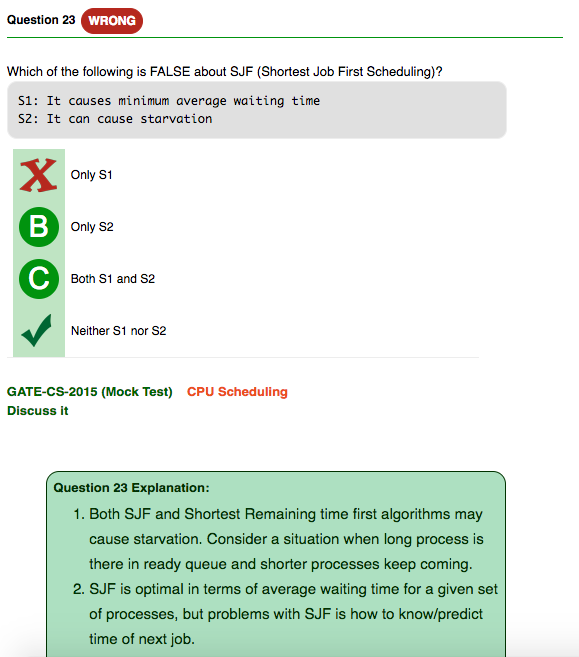 Question 23 WRONG
Which of the following is FALSE about SJF (Shortest Job First Scheduling)?
S1: It causes minimum average waiting time
S2: It can cause starvation
X Only S1
B Only S2
C Both S1 and S2
Neither S1 nor S2
GATE-CS-2015 (Mock Test) CPU Scheduling
Discuss it
Question 23 Explanation:
1. Both SJF and Shortest Remaining time first algorithms may
cause starvation. Consider a situation when long process is
there in ready queue and shorter processes keep coming.
2. SJF is optimal in terms of average waiting time for a given set
of processes, but problems with SJF is how to know/predict
time of next job.